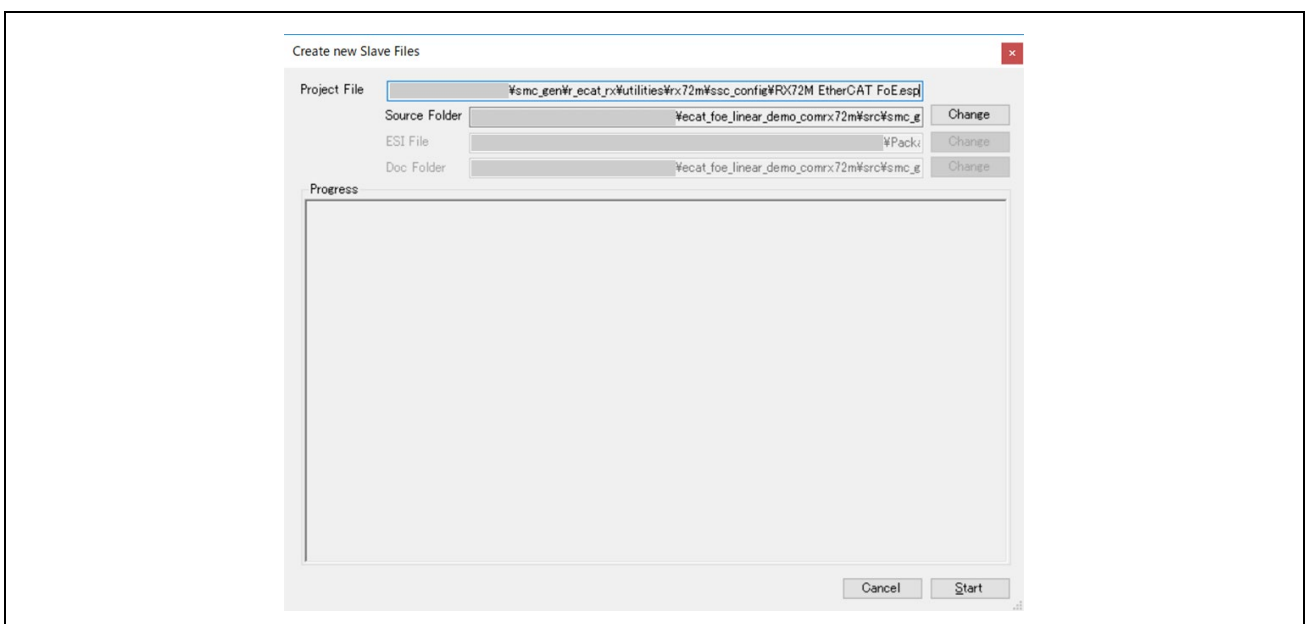 Create new Slave Files
Project File ¥smc_gen¥r_ecat_rx¥utilities¥rx72m¥ssc_config¥RX72M EtherCAT FoE.esp
Source Folder ¥ecat_foe_linear_demo_comrx72m¥src¥smc_g Change
ESI File ¥Packa Change
Doc Folder ¥ecat_foe_linear_demo_comrx72m¥src¥smc_g Change
Progress
Cancel Start